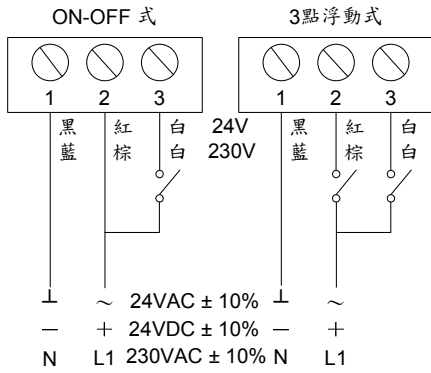 ON-OFF 式 3點浮動式
1 2 3 1 2 3
黑 紅 白 24V 黑 紅 白
藍 棕 白 230V 藍 棕 白
⊥ ~ 24VAC ± 10% ⊥ ~
− + 24VDC ± 10% − +
N L1 230VAC ± 10% N L1